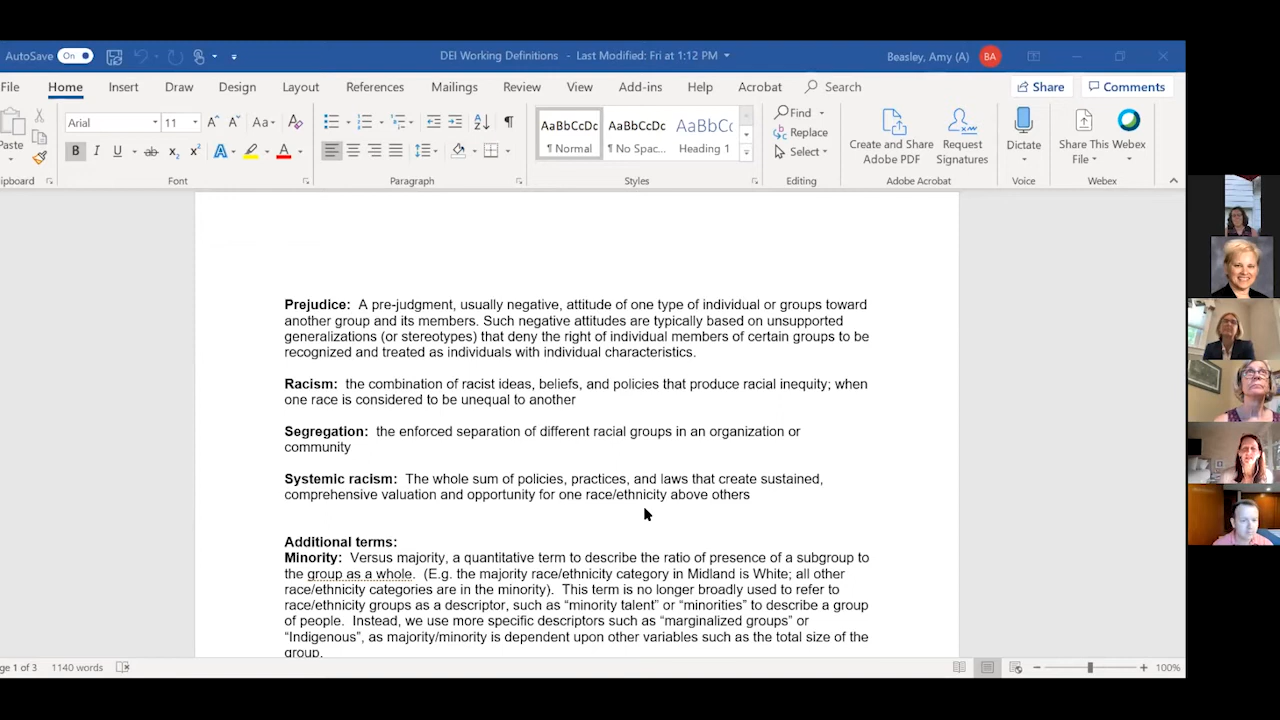 AutoSave On DEI Working Definitions - Last Modified: Fri at 1:12 PM Beasley, Amy (A) BA
File Home Insert Draw Design Layout References Mailings Review View Add-ins Help Acrobat Search Share Comments
Paste Arial 11 Aa AaBbCcDc AaBbCcDc AaBbCc Find Replace Select Create and Share Adobe PDF Request Signatures Dictate Share This File Webex
B I U ab x₂ x² A A ¶ Normal ¶ No Spac... Heading 1
Font Paragraph Styles Editing Adobe Acrobat Voice Webex
Prejudice: A pre-judgment, usually negative, attitude of one type of individual or groups toward
another group and its members. Such negative attitudes are typically based on unsupported
generalizations (or stereotypes) that deny the right of individual members of certain groups to be
recognized and treated as individuals with individual characteristics.
Racism: the combination of racist ideas, beliefs, and policies that produce racial inequity; when
one race is considered to be unequal to another
Segregation: the enforced separation of different racial groups in an organization or
community
Systemic racism: The whole sum of policies, practices, and laws that create sustained,
comprehensive valuation and opportunity for one race/ethnicity above others
Additional terms:
Minority: Versus majority, a quantitative term to describe the ratio of presence of a subgroup to
the group as a whole. (E.g. the majority race/ethnicity category in Midland is White; all other
race/ethnicity categories are in the minority). This term is no longer broadly used to refer to
race/ethnicity groups as a descriptor, such as “minority talent” or “minorities” to describe a group
of people. Instead, we use more specific descriptors such as “marginalized groups” or
“Indigenous”, as majority/minority is dependent upon other variables such as the total size of the
group.
ge 1 of 3 1140 words 100%